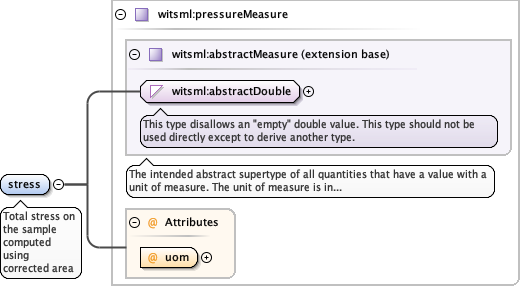 witsml:pressureMeasure
witsml:abstractMeasure (extension base)
witsml:abstractDouble
This type disallows an "empty" double value. This type should not be
used directly except to derive another type.
The intended abstract supertype of all quantities that have a value with a
unit of measure. The unit of measure is in...
stress
Total stress on
the sample
computed
using
corrected area
@ Attributes
@ uom